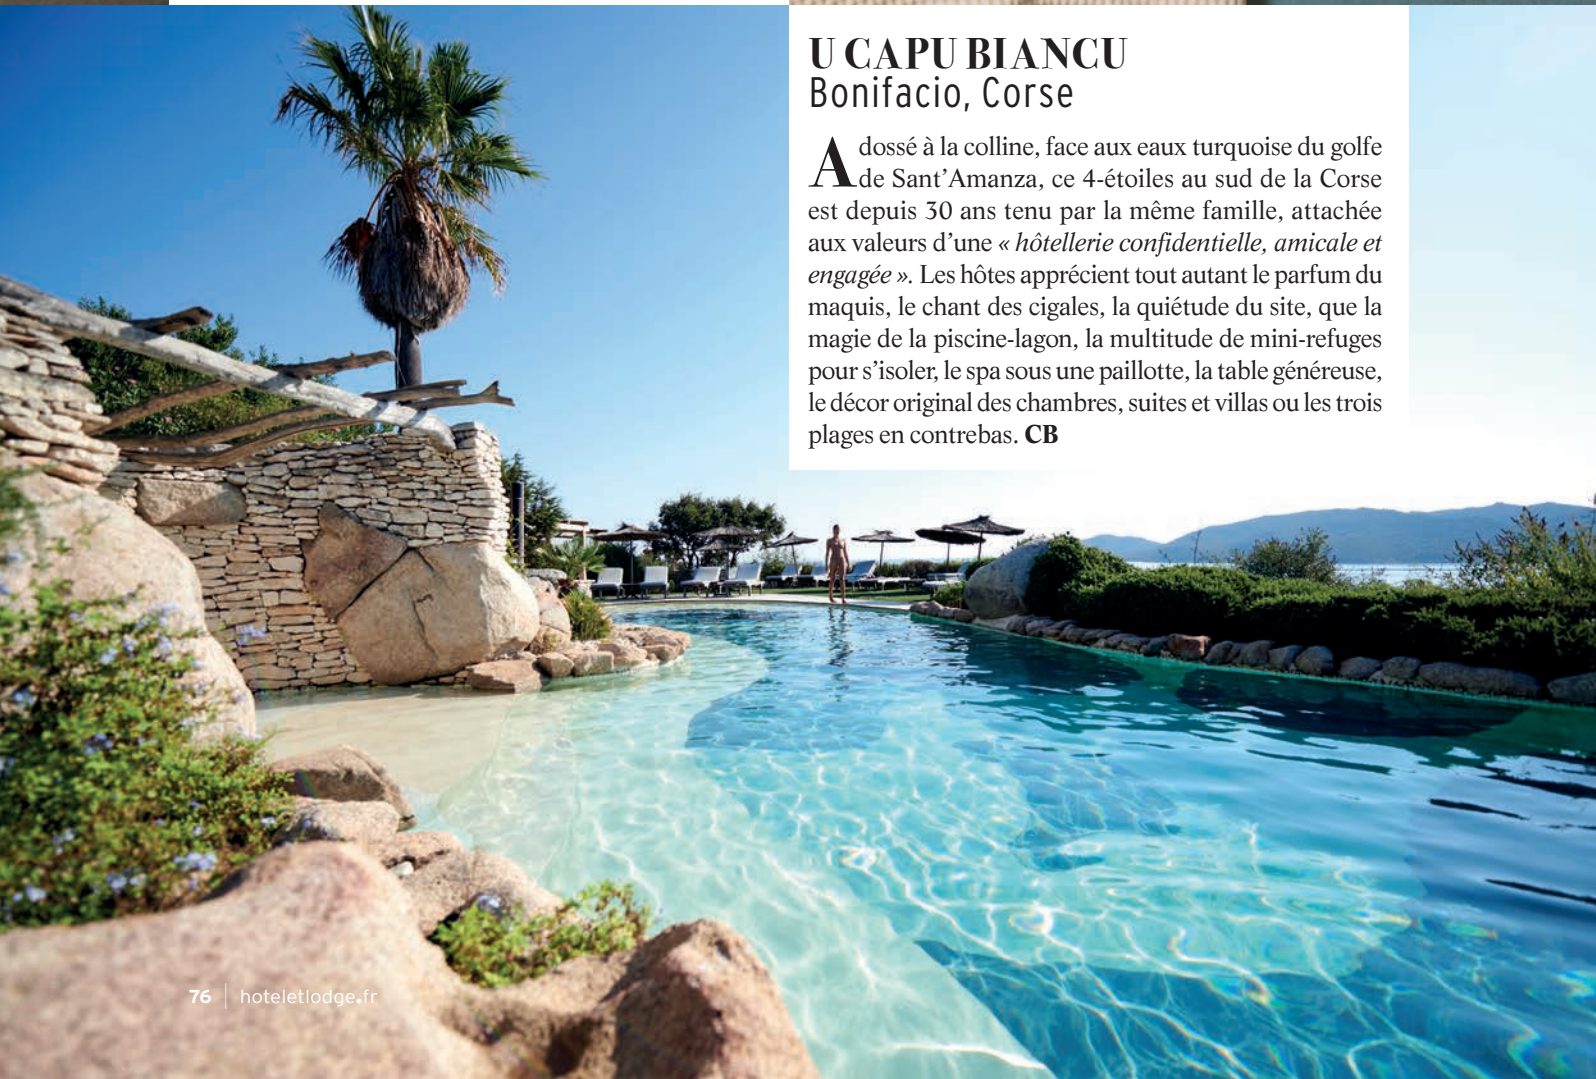 U CAPU BIANCU
Bonifacio, Corse
Adossé à la colline, face aux eaux turquoise du golfe
de Sant’Amanza, ce 4-étoiles au sud de la Corse
est depuis 30 ans tenu par la même famille, attachée
aux valeurs d’une « hôtellerie confidentielle, amicale et
engagée ». Les hôtes apprécient tout autant le parfum du
maquis, le chant des cigales, la quiétude du site, que la
magie de la piscine-lagon, la multitude de mini-refuges
pour s’isoler, le spa sous une paillotte, la table généreuse,
le décor original des chambres, suites et villas ou les trois
plages en contrebas. CB
76 | hoteletlodge.fr